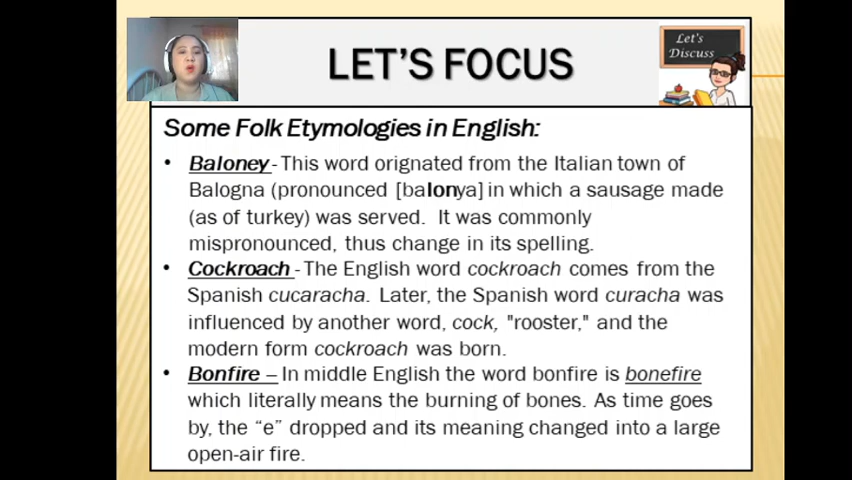 LET'S FOCUS
Let's
Discuss
Some Folk Etymologies in English:
• Baloney - This word orignated from the Italian town of
Balogna (pronounced [balonya] in which a sausage made
(as of turkey) was served. It was commonly
mispronounced, thus change in its spelling.
• Cockroach - The English word cockroach comes from the
Spanish cucaracha. Later, the Spanish word curacha was
influenced by another word, cock, "rooster," and the
modern form cockroach was born.
• Bonfire – In middle English the word bonfire is bonefire
which literally means the burning of bones. As time goes
by, the “e” dropped and its meaning changed into a large
open-air fire.